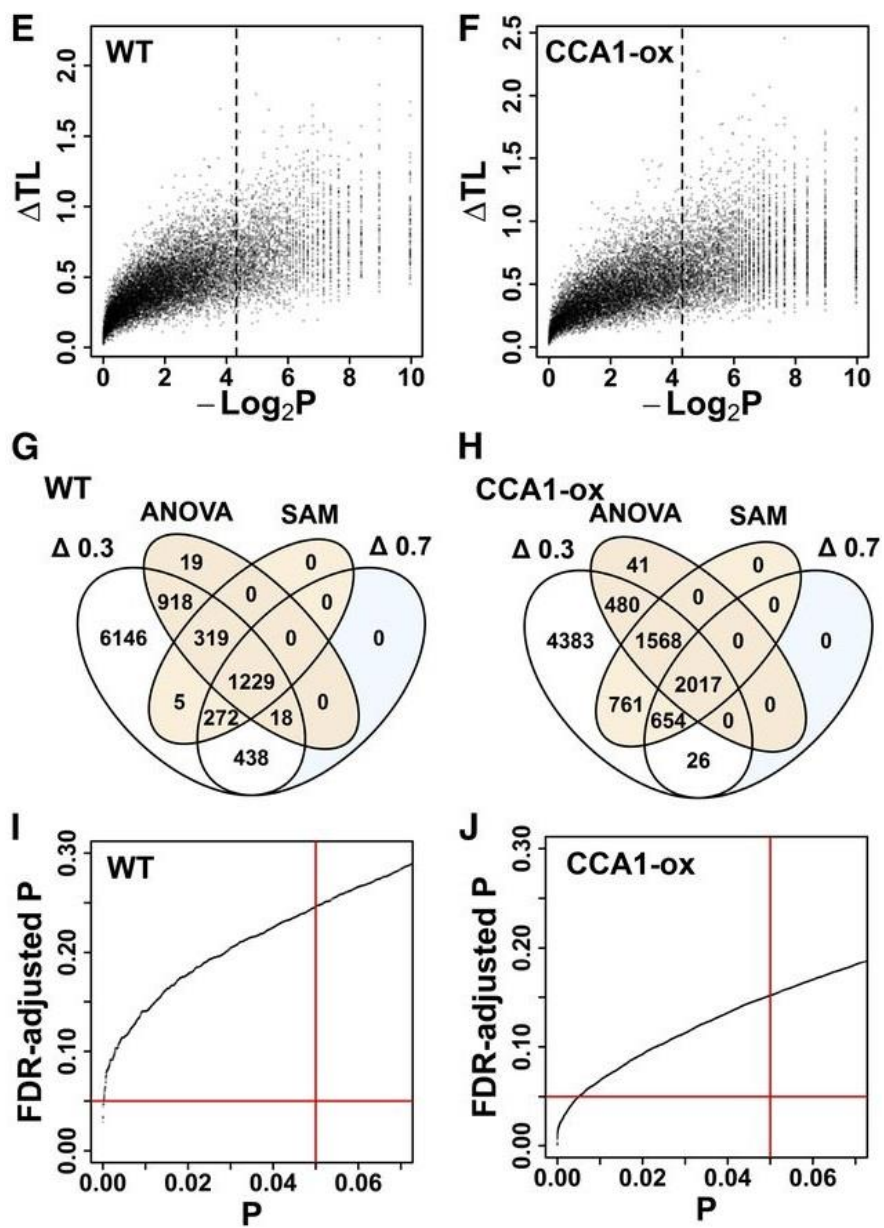 E
WT
ΔTL
0.0 0.5 1.0 1.5 2.0
0 2 4 6 8 10
– Log₂P
F
CCA1-ox
ΔTL
0.0 0.5 1.0 1.5 2.0 2.5
0 2 4 6 8 10
– Log₂P
G
WT
ANOVA SAM
Δ 0.3 Δ 0.7
19 0
918 0 0
6146 319 0 0
1229
5 272 18 0
438
H
CCA1-ox
ANOVA SAM
Δ 0.3 Δ 0.7
41 0
480 0 0
4383 1568 0 0
2017
761 654 0 0
26
I
WT
FDR-adjusted P
0.00 0.10 0.20 0.30
0.00 0.02 0.04 0.06
P
J
CCA1-ox
FDR-adjusted P
0.00 0.10 0.20 0.30
0.00 0.02 0.04 0.06
P